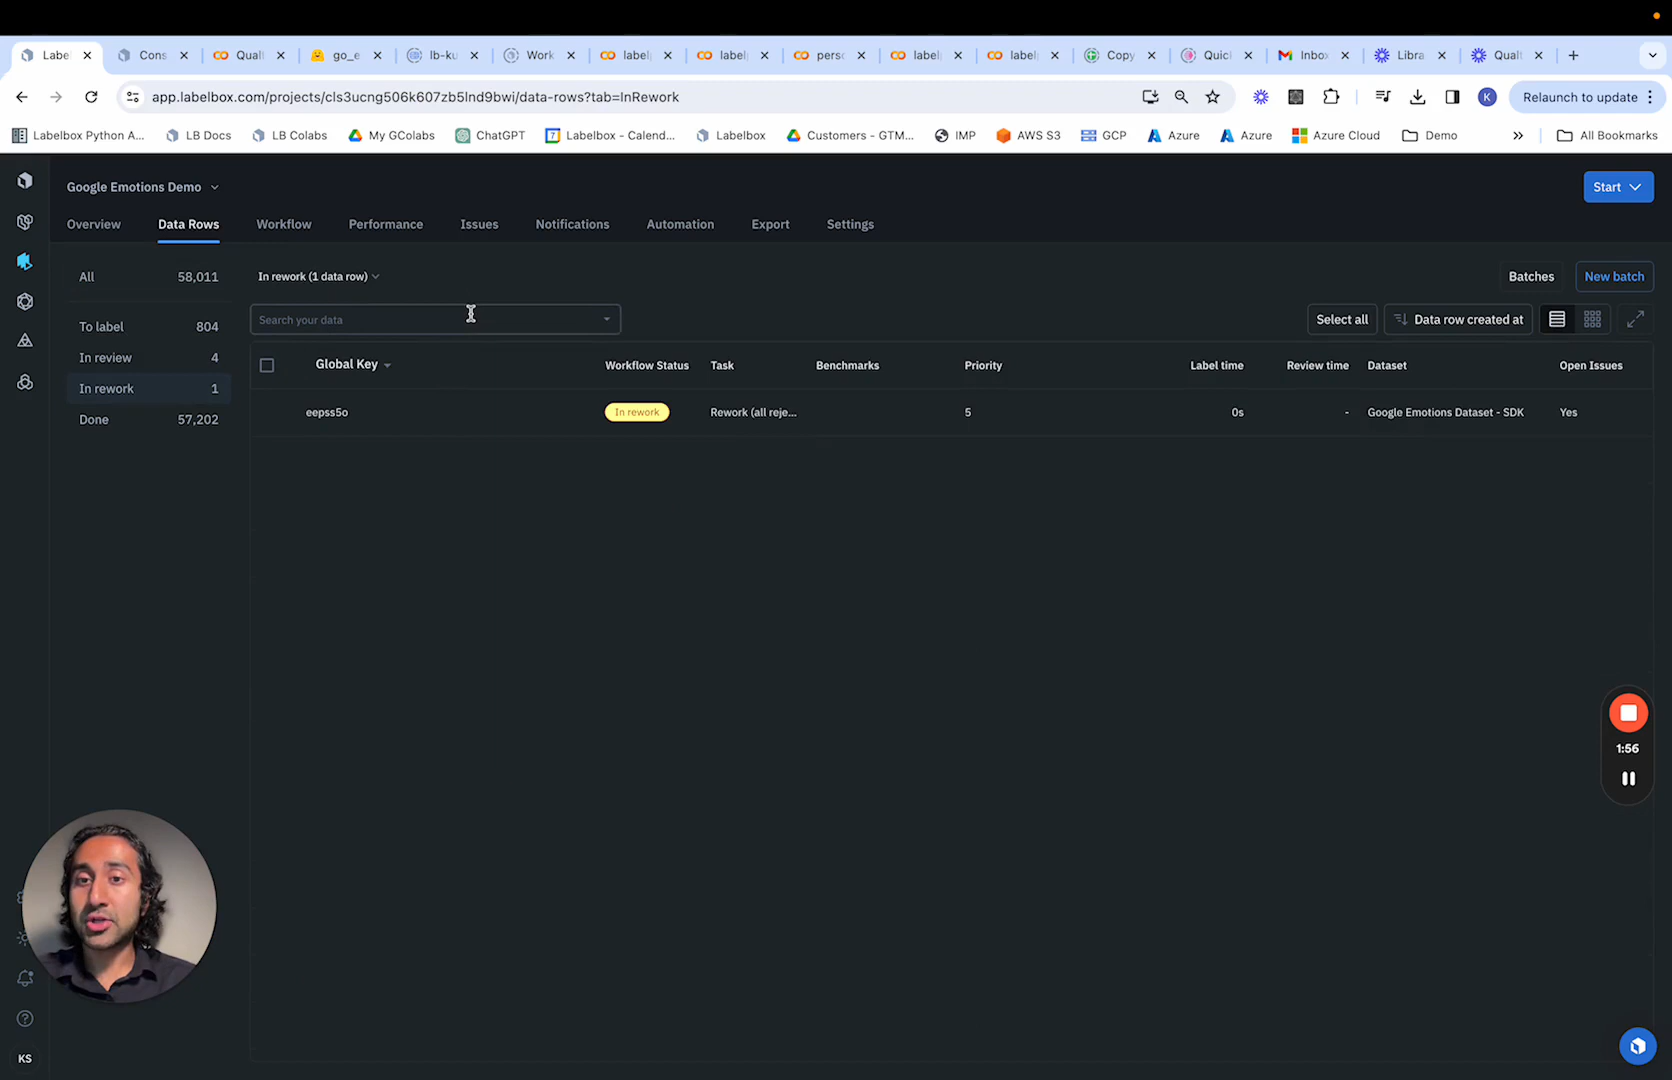 Labe
Cons
Quali
go_e
lb-ku
Work
label
label
perso
label
label
Copy
Quicl
Inbox
Libra
Qualt
app.labelbox.com/projects/cls3ucng506k607zb5lnd9bwi/data-rows?tab=InRework
K
Relaunch to update
Labelbox Python A...
LB Docs
LB Colabs
My GColabs
ChatGPT
Labelbox - Calend...
Labelbox
Customers - GTM...
IMP
AWS S3
GCP
Azure
Azure
Azure Cloud
Demo
All Bookmarks
Google Emotions Demo
Start
Overview
Data Rows
Workflow
Performance
Issues
Notifications
Automation
Export
Settings
All 58,011
In rework (1 data row)
Batches
New batch
To label 804
In review 4
In rework 1
Done 57,202
Search your data
Select all
Data row created at
Global Key
Workflow Status
Task
Benchmarks
Priority
Label time
Review time
Dataset
Open Issues
eepss5o
In rework
Rework (all reje...
5
0s
-
Google Emotions Dataset - SDK
Yes
1:56
KS